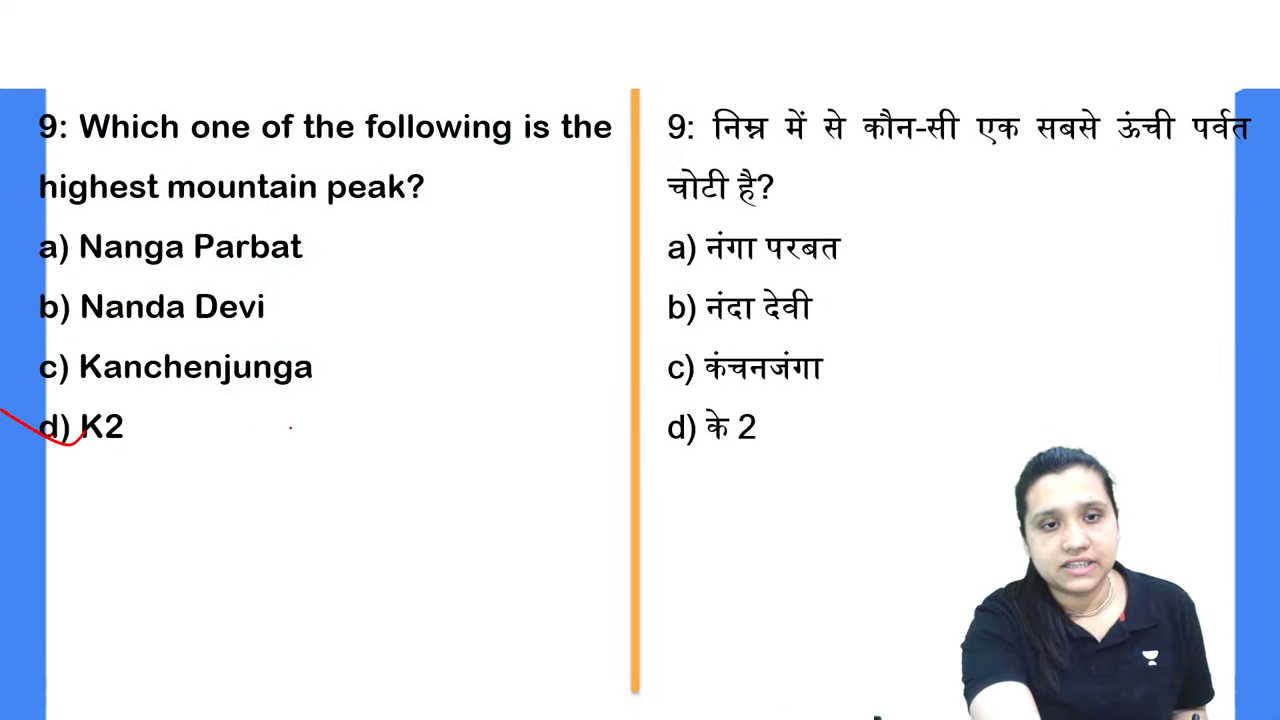 9: Which one of the following is the
highest mountain peak?
a) Nanga Parbat
b) Nanda Devi
c) Kanchenjunga
d) K2
9: निम्न में से कौन-सी एक सबसे ऊंची पर्वत
चोटी है?
a) नंगा परबत
b) नंदा देवी
c) कंचनजंगा
d) के 2